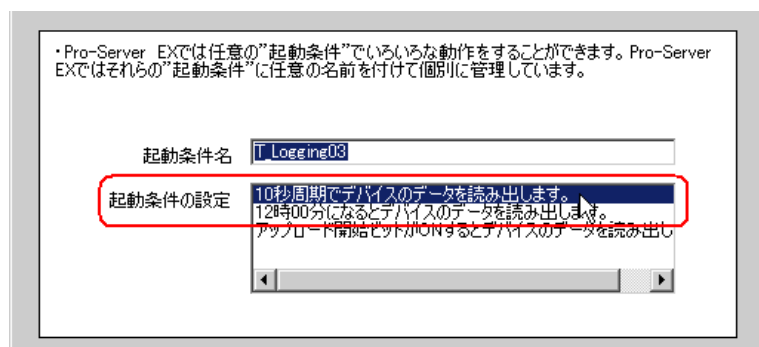 ・Pro-Server EXでは任意の”起動条件”でいろいろな動作をすることができます。Pro-Server
EXではそれらの”起動条件”に任意の名前を付けて個別に管理しています。
起動条件名 T_Logging03
起動条件の設定 10秒周期でデバイスのデータを読み出します。
12時00分になるとデバイスのデータを読み出します。
アップロード開始ビットがONするとデバイスのデータを読み出し